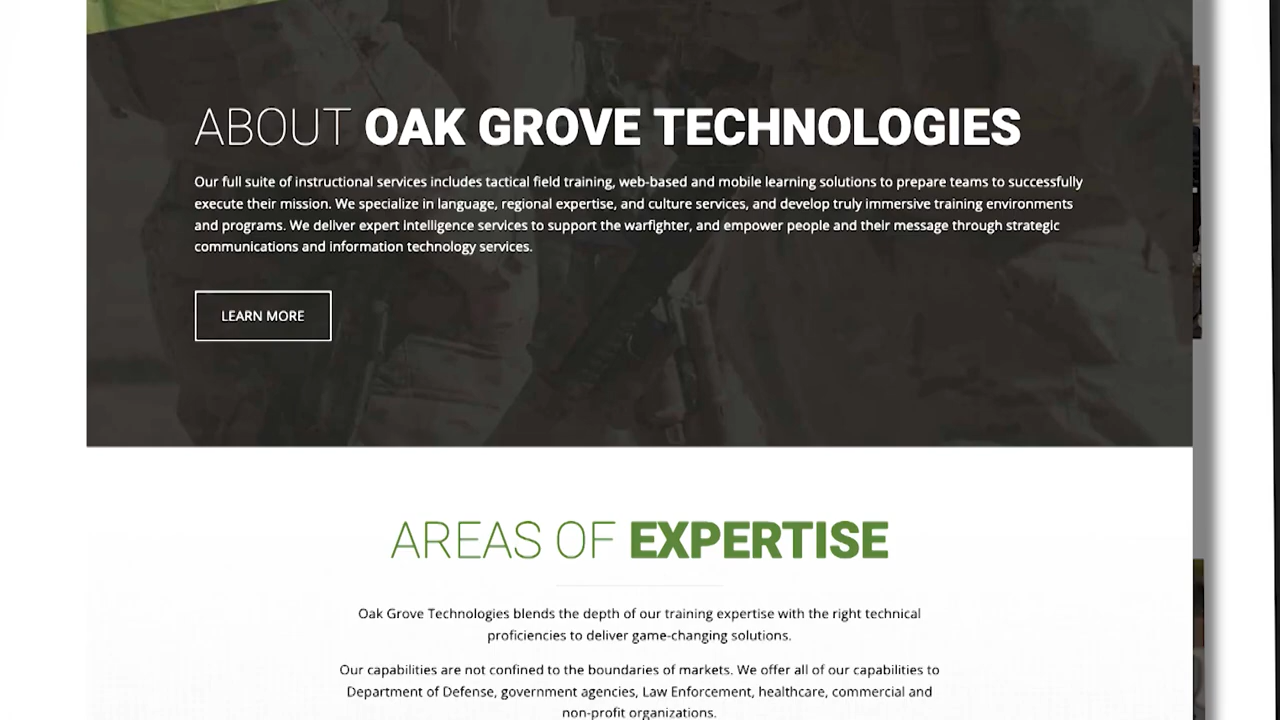 ABOUT OAK GROVE TECHNOLOGIES
Our full suite of instructional services includes tactical field training, web-based and mobile learning solutions to prepare teams to successfully
execute their mission. We specialize in language, regional expertise, and culture services, and develop truly immersive training environments
and programs. We deliver expert intelligence services to support the warfighter, and empower people and their message through strategic
communications and information technology services.
LEARN MORE
AREAS OF EXPERTISE
Oak Grove Technologies blends the depth of our training expertise with the right technical
proficiencies to deliver game-changing solutions.
Our capabilities are not confined to the boundaries of markets. We offer all of our capabilities to
Department of Defense, government agencies, Law Enforcement, healthcare, commercial and
non-profit organizations.